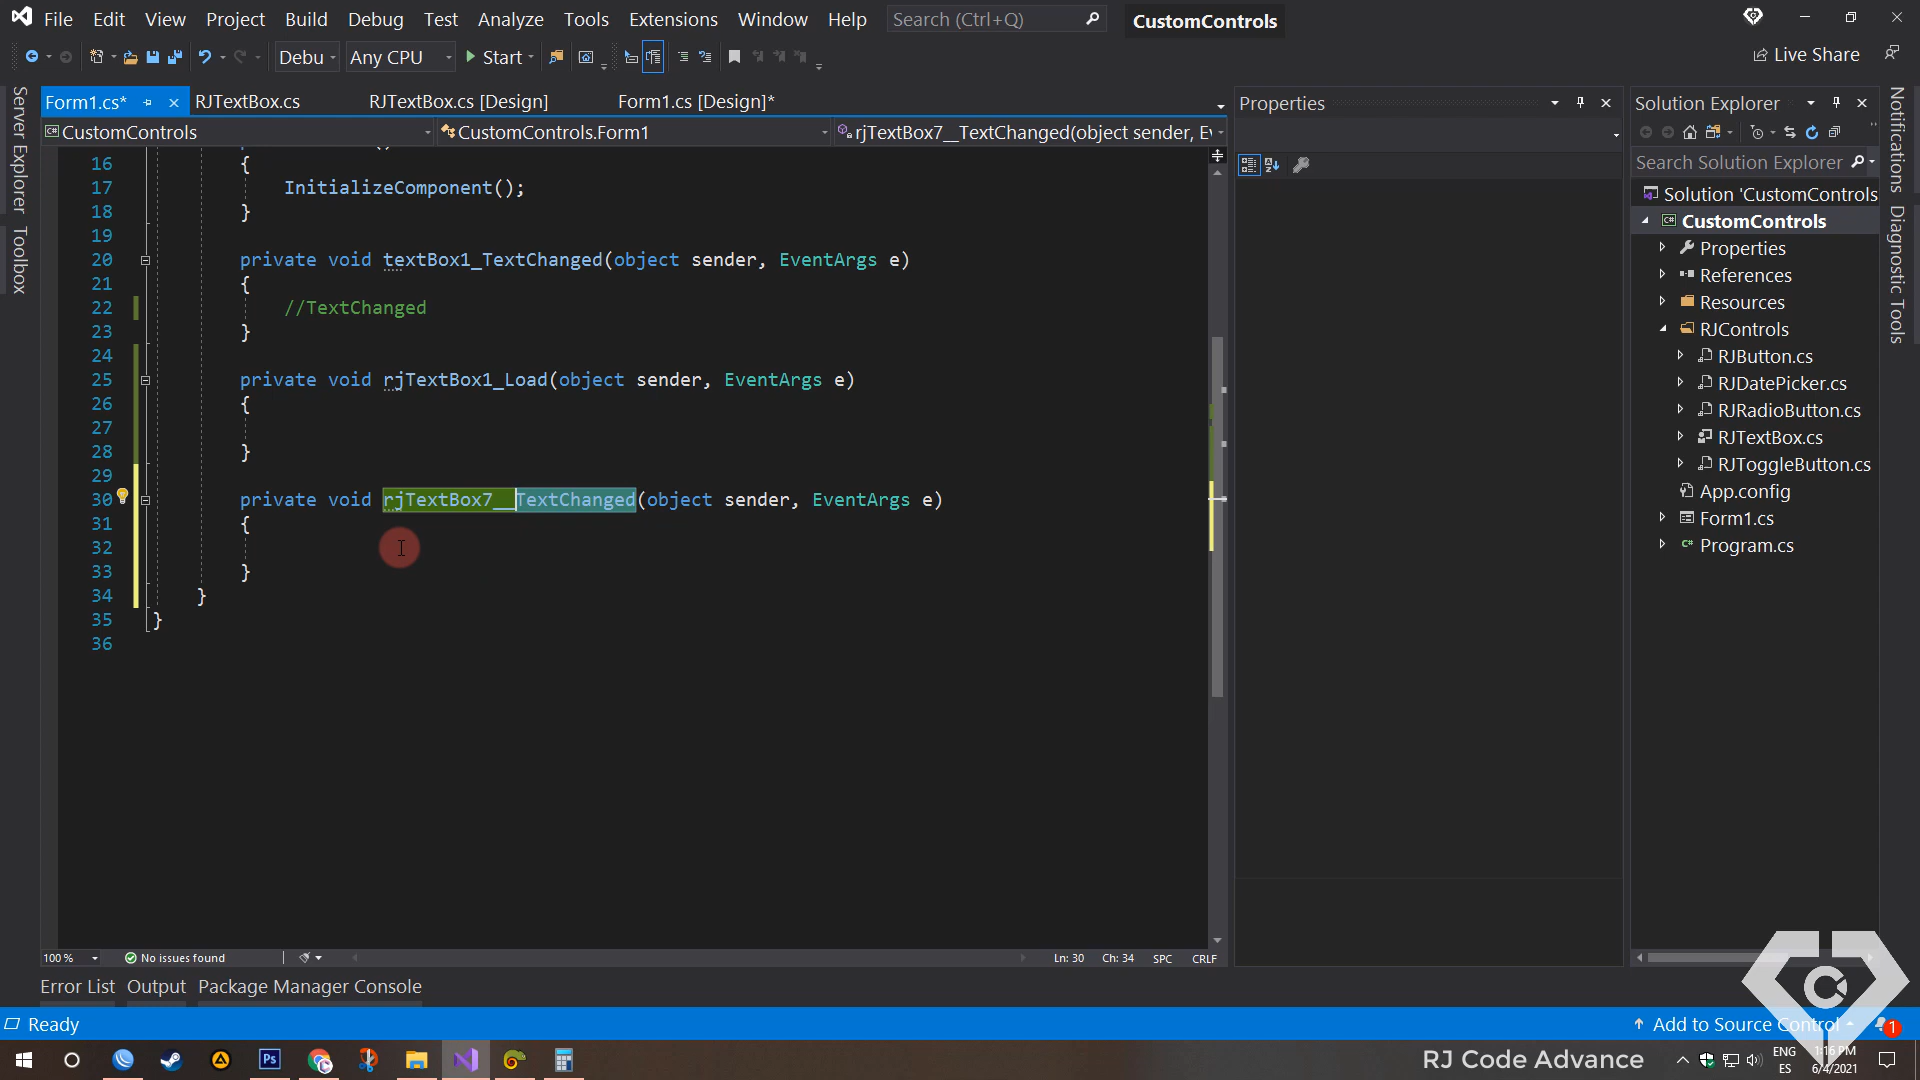 File Edit View Project Build Debug Test Analyze Tools Extensions Window Help Search (Ctrl+Q) CustomControls
Debu Any CPU Start Live Share
Server Explorer
Toolbox
Form1.cs* RJTextBox.cs RJTextBox.cs [Design] Form1.cs [Design]*
CustomControls CustomControls.Form1 rjTextBox7__TextChanged(object sender, E
16 {
17 InitializeComponent();
18 }
19
20 private void textBox1_TextChanged(object sender, EventArgs e)
21 {
22 //TextChanged
23 }
24
25 private void rjTextBox1_Load(object sender, EventArgs e)
26 {
27
28 }
29
30 private void rjTextBox7__TextChanged(object sender, EventArgs e)
31 {
32
33 }
34 }
35 }
36
100 % No issues found Ln: 30 Ch: 34 SPC CRLF
Error List Output Package Manager Console
Properties
Solution Explorer
Search Solution Explorer
Solution 'CustomControls
CustomControls
Properties
References
Resources
RJControls
RJButton.cs
RJDatePicker.cs
RJRadioButton.cs
RJTextBox.cs
RJToggleButton.cs
App.config
Form1.cs
Program.cs
Notifications
Diagnostic Tools
Ready Add to Source Control 1
Ps RJ Code Advance ENG ES 1:16 PM 6/4/2021